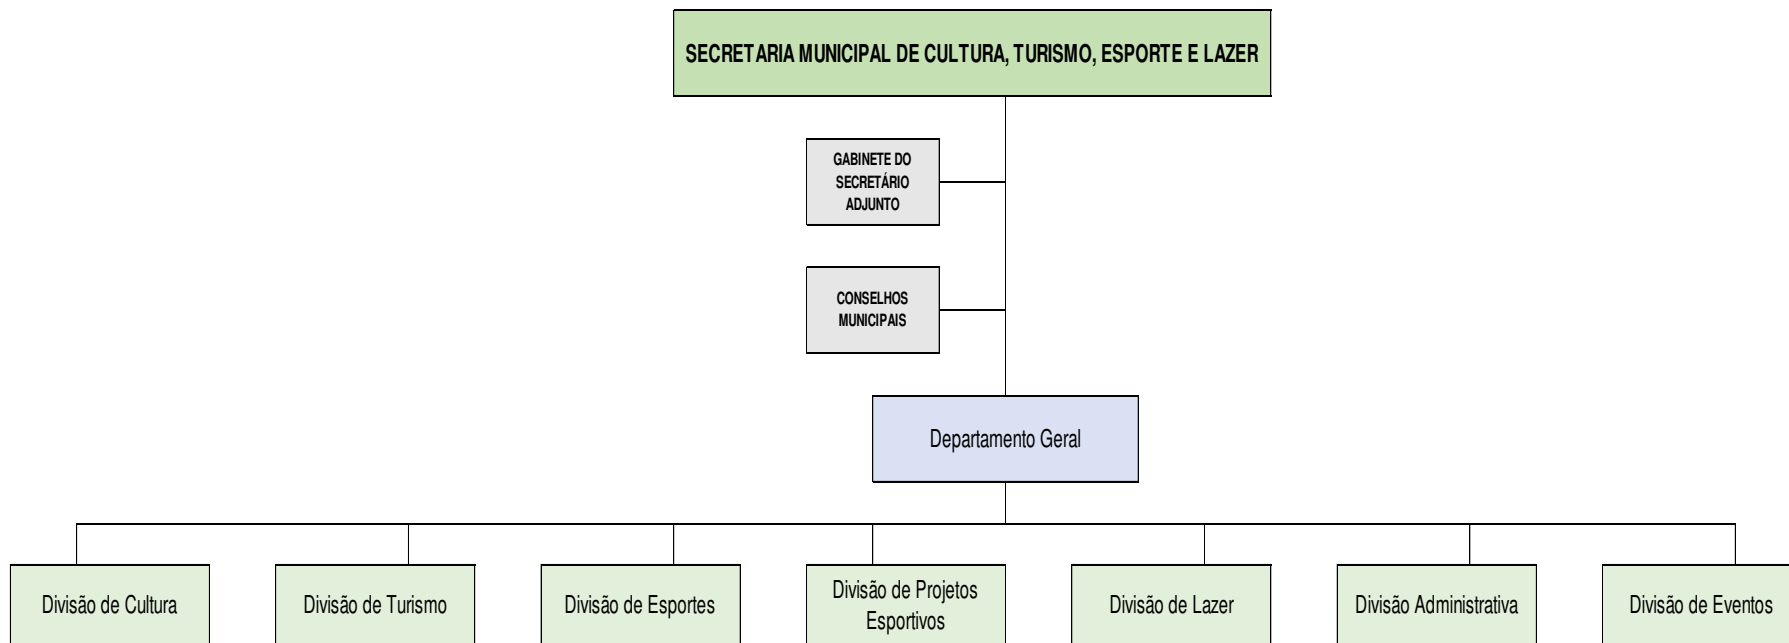 SECRETARIA MUNICIPAL DE CULTURA, TURISMO, ESPORTE E LAZER
GABINETE DO
SECRETÁRIO
ADJUNTO
CONSELHOS
MUNICIPAIS
Departamento Geral
Divisão de Cultura
Divisão de Turismo
Divisão de Esportes
Divisão de Projetos
Esportivos
Divisão de Lazer
Divisão Administrativa
Divisão de Eventos